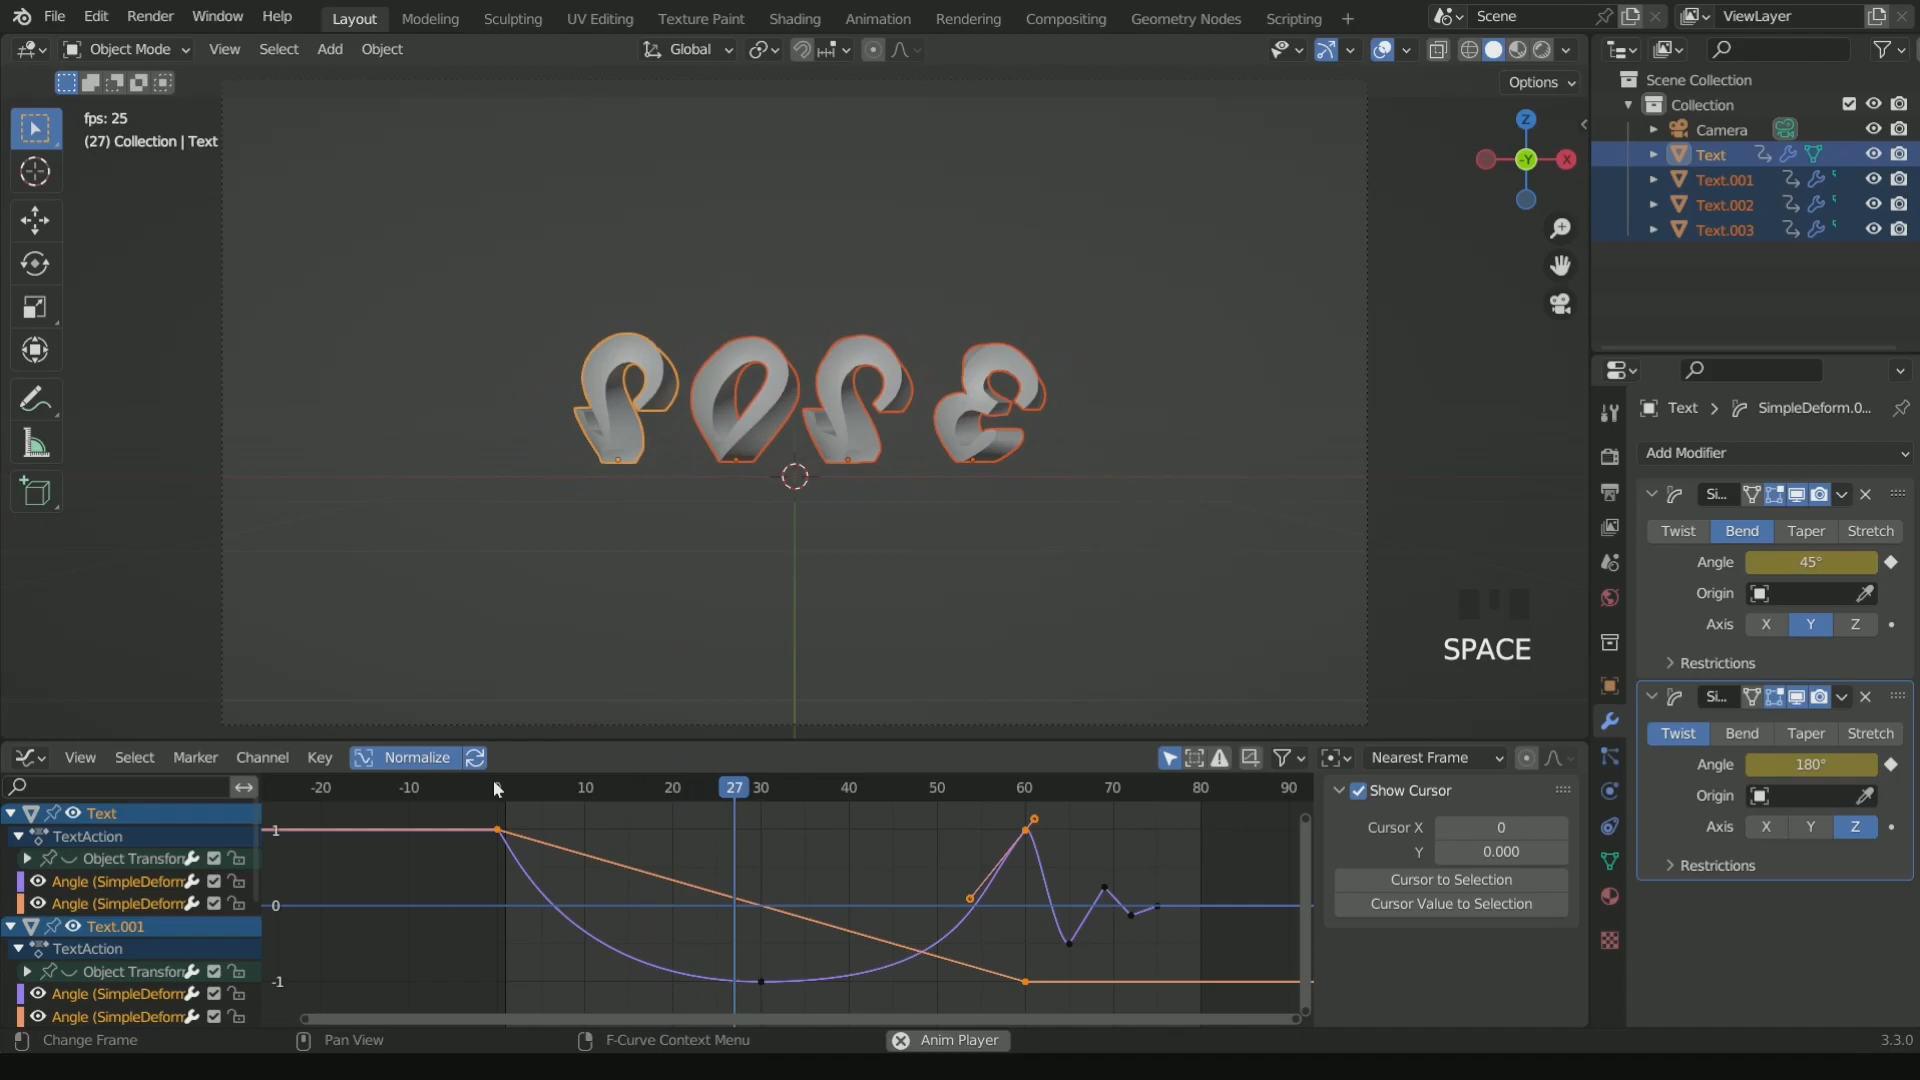 File Edit Render Window Help Layout Modeling Sculpting UV Editing Texture Paint Shading Animation Rendering Compositing Geometry Nodes Scripting + Scene ViewLayer
Object Mode View Select Add Object Global
Options
fps: 25
(27) Collection | Text
Z
-Y
X
SPACE
Scene Collection
Collection
Camera
Text
Text.001
Text.002
Text.003
Text > SimpleDeform.0...
Add Modifier
Si...
Twist Bend Taper Stretch
Angle 45°
Origin
Axis X Y Z
Restrictions
Si...
Twist Bend Taper Stretch
Angle 180°
Origin
Axis X Y Z
Restrictions
View Select Marker Channel Key Normalize Nearest Frame
-20 -10 10 20 27 30 40 50 60 70 80 90
Text
TextAction
Object Transforr
Angle (SimpleDeform
Angle (SimpleDeform
Text.001
TextAction
Object Transforr
Angle (SimpleDeform
Angle (SimpleDeform
1
0
-1
Show Cursor
Cursor X 0
Y 0.000
Cursor to Selection
Cursor Value to Selection
Change Frame Pan View F-Curve Context Menu Anim Player 3.3.0